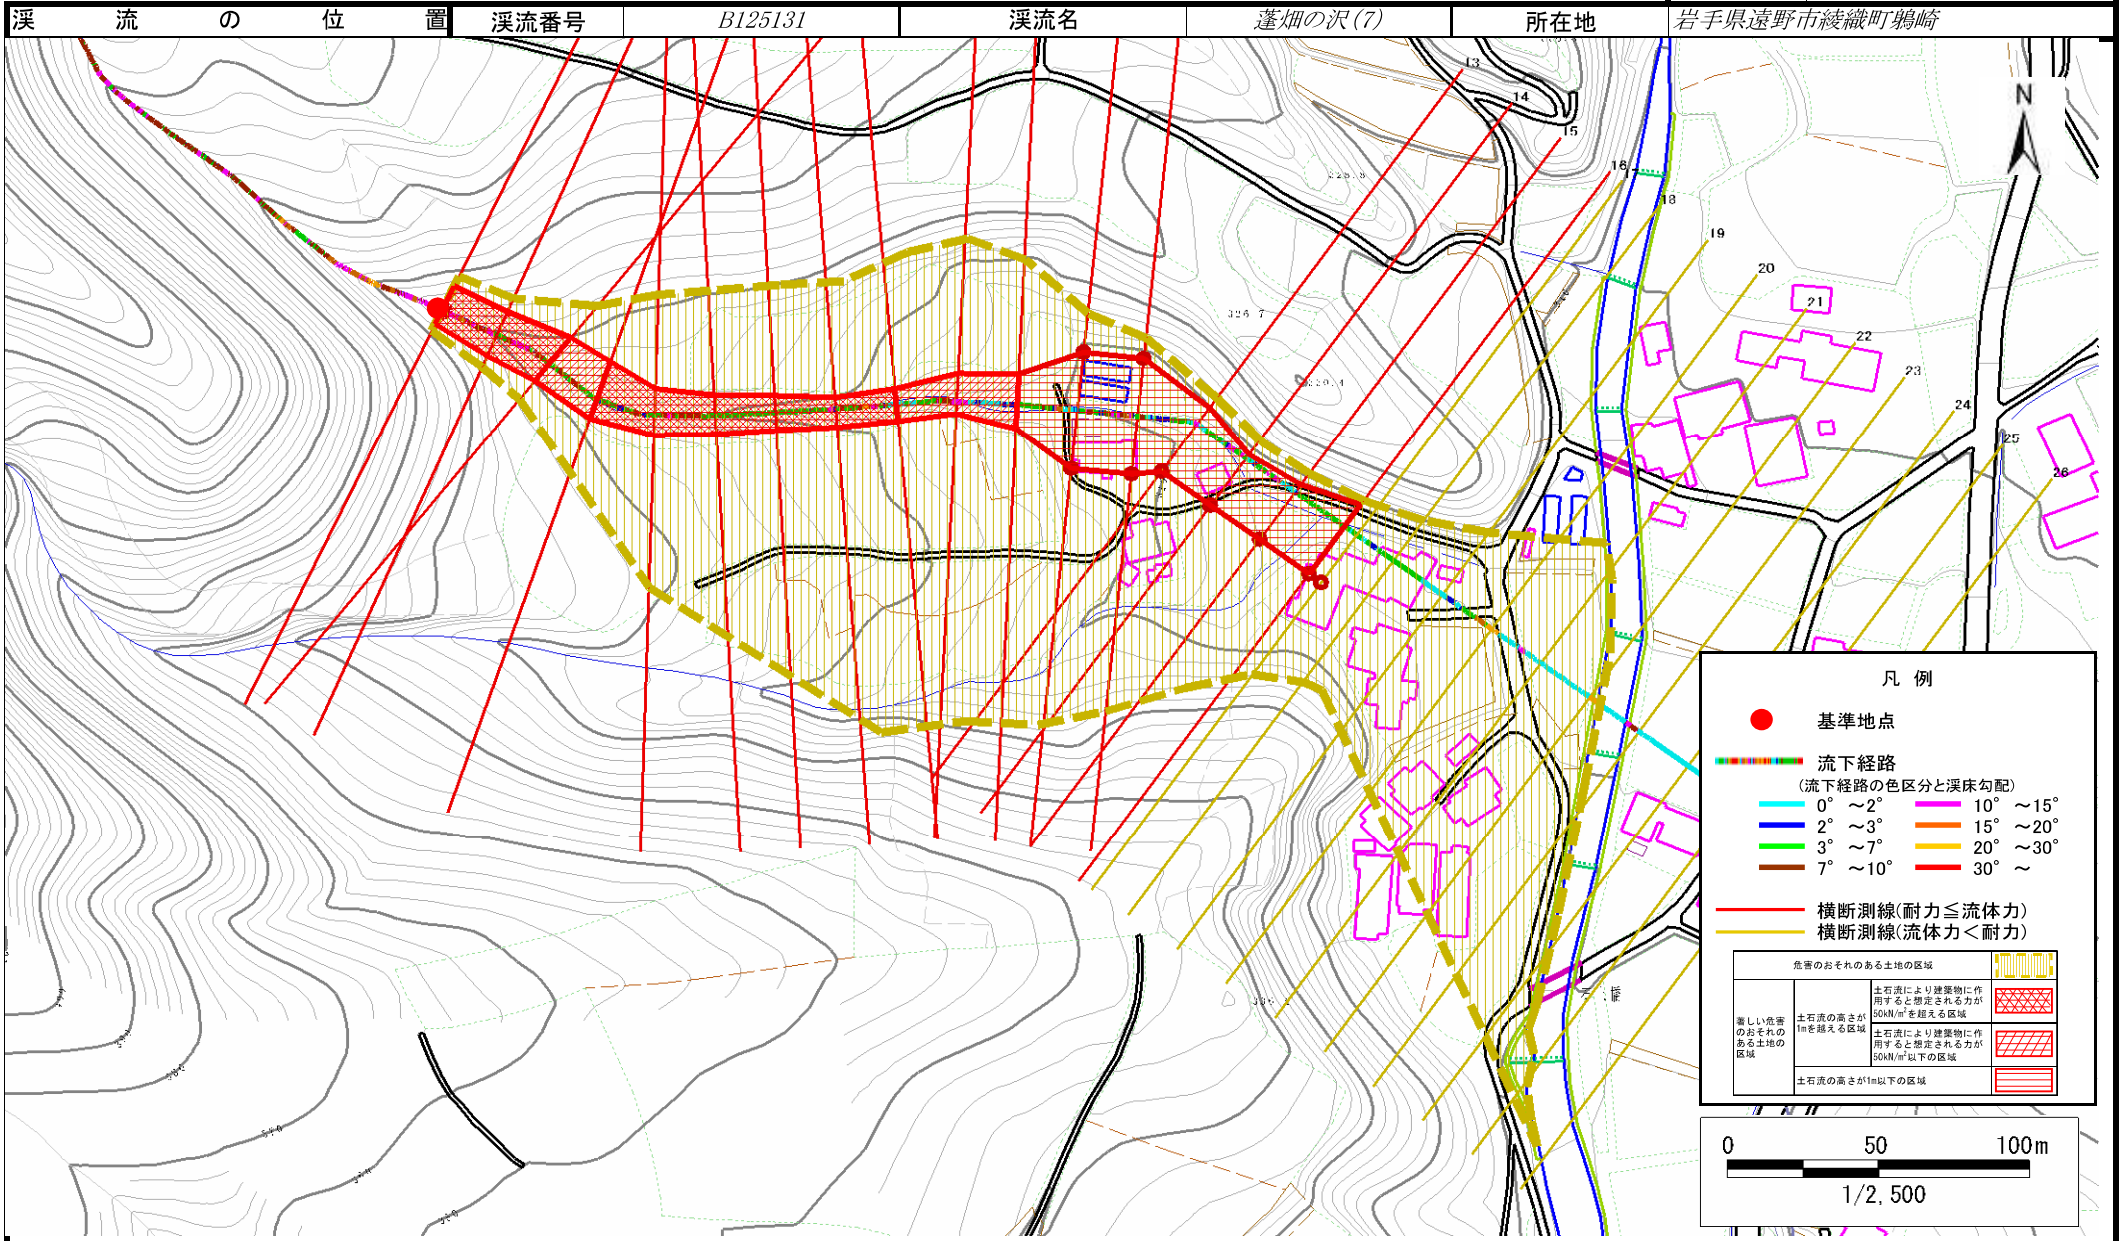 渓流の位置 渓流番号 B125131 渓流名 蓬畑の沢(7) 所在地 岩手県遠野市綾織町鵢崎
13
14
15
16
17
18
19
20
21
22
23
24
25
26
N
326.7
凡 例
基準地点
流下経路
(流下経路の色区分と渓床勾配)
0° ～2° 10° ～15°
2° ～3° 15° ～20°
3° ～7° 20° ～30°
7° ～10° 30° ～
横断測線(耐力≦流体力)
横断測線(流体力＜耐力)
危害のおそれのある土地の区域
著しい危害
のおそれの
ある土地の
区域
土石流の高さが
1mを越える区域
土石流により建築物に作
用すると想定される力が
50kN/m²を超える区域
土石流により建築物に作
用すると想定される力が
50kN/m²以下の区域
土石流の高さが1m以下の区域
0 50 100m
1/2,500